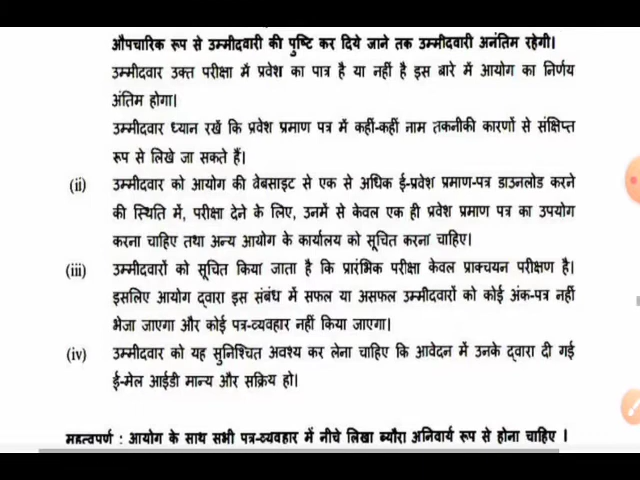 औपचारिक रूप से उम्मीदवारी की पुष्टि कर दिये जाने तक उम्मीदवारी अनंतिम रहेगी।
उम्मीदवार उक्त परीक्षा में प्रवेश का पात्र है या नहीं है इस बारे में आयोग का निर्णय
अंतिम होगा।
उम्मीदवार ध्यान रखें कि प्रवेश प्रमाण पत्र में कहीं-कहीं नाम तकनीकी कारणों से संक्षिप्त
रूप से लिखे जा सकते हैं।
(ii) उम्मीदवार को आयोग की वेबसाइट से एक से अधिक ई-प्रवेश प्रमाण-पत्र डाउनलोड करने
की स्थिति में, परीक्षा देने के लिए, उनमें से केवल एक ही प्रवेश प्रमाण पत्र का उपयोग
करना चाहिए तथा अन्य आयोग के कार्यालय को सूचित करना चाहिए।
(iii) उम्मीदवारों को सूचित किया जाता है कि प्रारंभिक परीक्षा केवल प्राक्चयन परीक्षण है।
इसलिए आयोग द्वारा इस संबंध में सफल या असफल उम्मीदवारों को कोई अंक-पत्र नहीं
भेजा जाएगा और कोई पत्र-व्यवहार नहीं किया जाएगा।
(iv) उम्मीदवार को यह सुनिश्चित अवश्य कर लेना चाहिए कि आवेदन में उनके द्वारा दी गई
ई-मेल आईडी मान्य और सक्रिय हो।
महत्वपूर्ण : आयोग के साथ सभी पत्र-व्यवहार में नीचे लिखा ब्यौरा अनिवार्य रूप से होना चाहिए ।